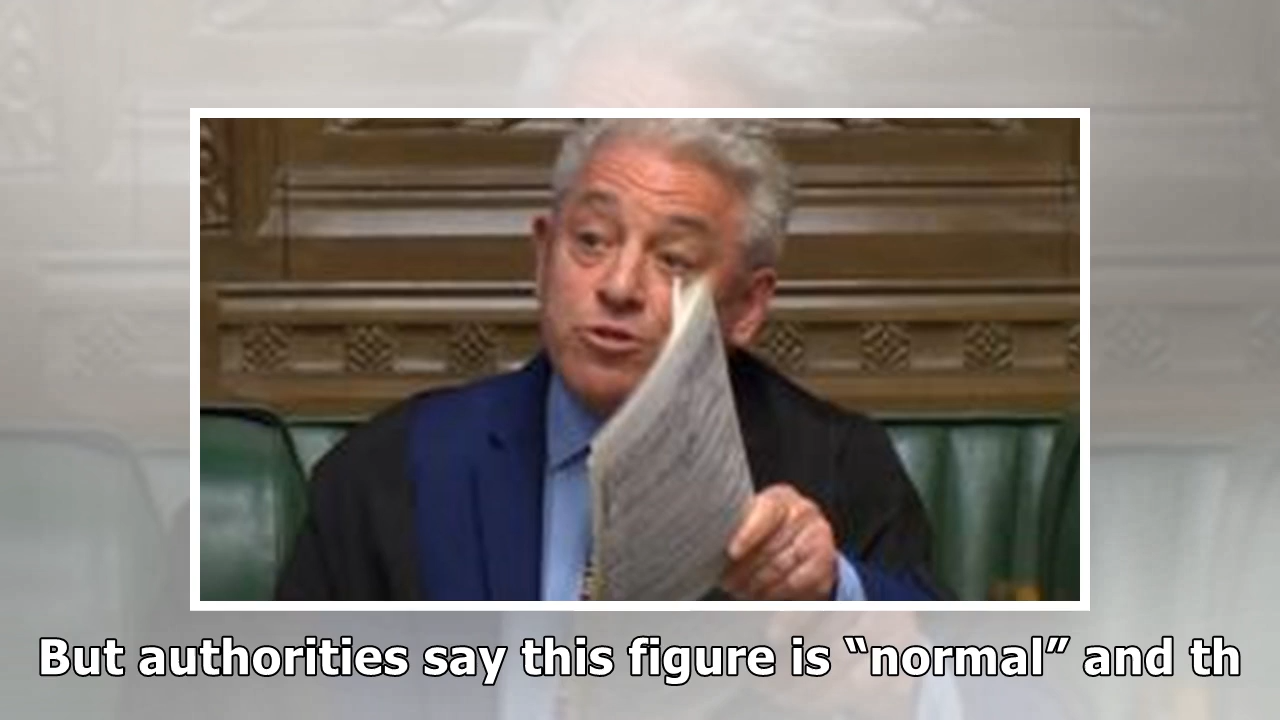 But authorities say this figure is “normal” and th